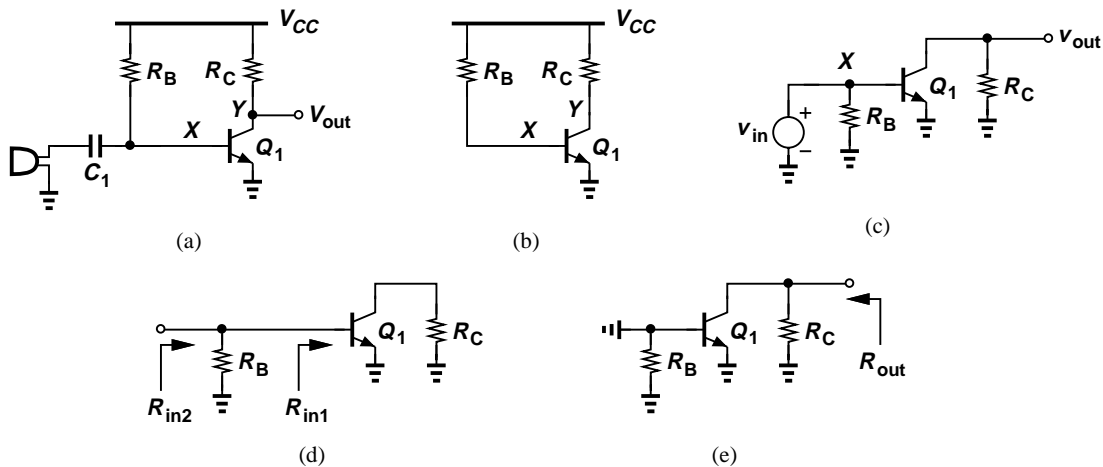 V_CC
R_B
R_C
Y
V_out
X
Q_1
C_1
(a)
V_CC
R_B
R_C
Y
X
Q_1
(b)
v_out
X
Q_1
R_C
R_B
v_in
+
−
(c)
Q_1
R_C
R_B
R_in2
R_in1
(d)
Q_1
R_C
R_B
R_out
(e)